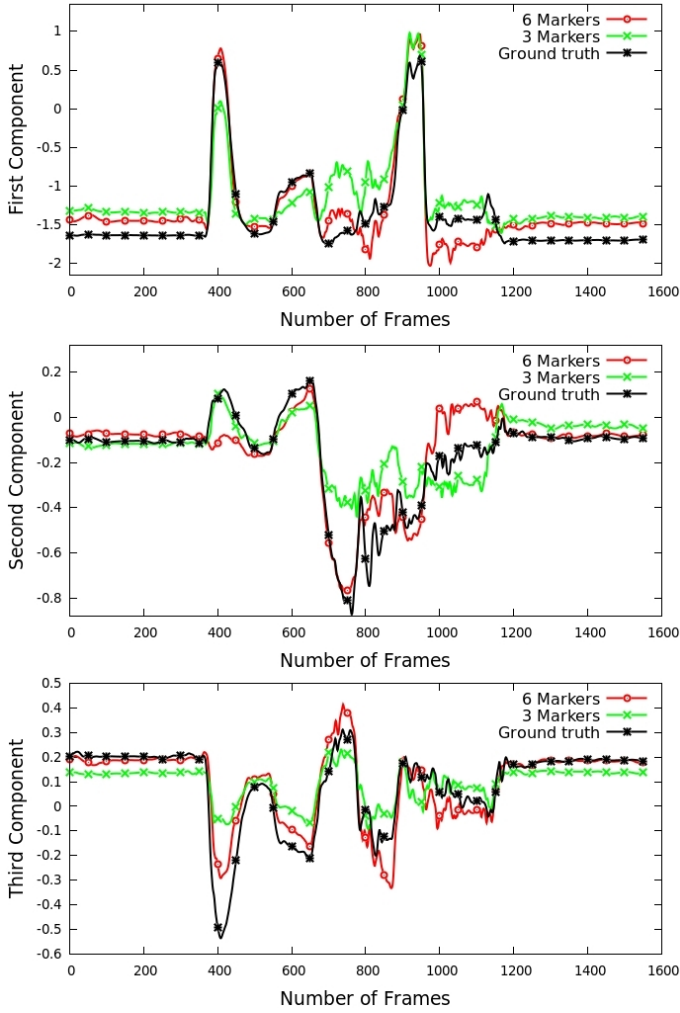 1
0.5
0
-0.5
-1
-1.5
-2
First Component
6 Markers
3 Markers
Ground truth
0 200 400 600 800 1000 1200 1400 1600
Number of Frames
0.2
0
-0.2
-0.4
-0.6
-0.8
Second Component
6 Markers
3 Markers
Ground truth
0 200 400 600 800 1000 1200 1400 1600
Number of Frames
0.5
0.4
0.3
0.2
0.1
0
-0.1
-0.2
-0.3
-0.4
-0.5
-0.6
Third Component
6 Markers
3 Markers
Ground truth
0 200 400 600 800 1000 1200 1400 1600
Number of Frames